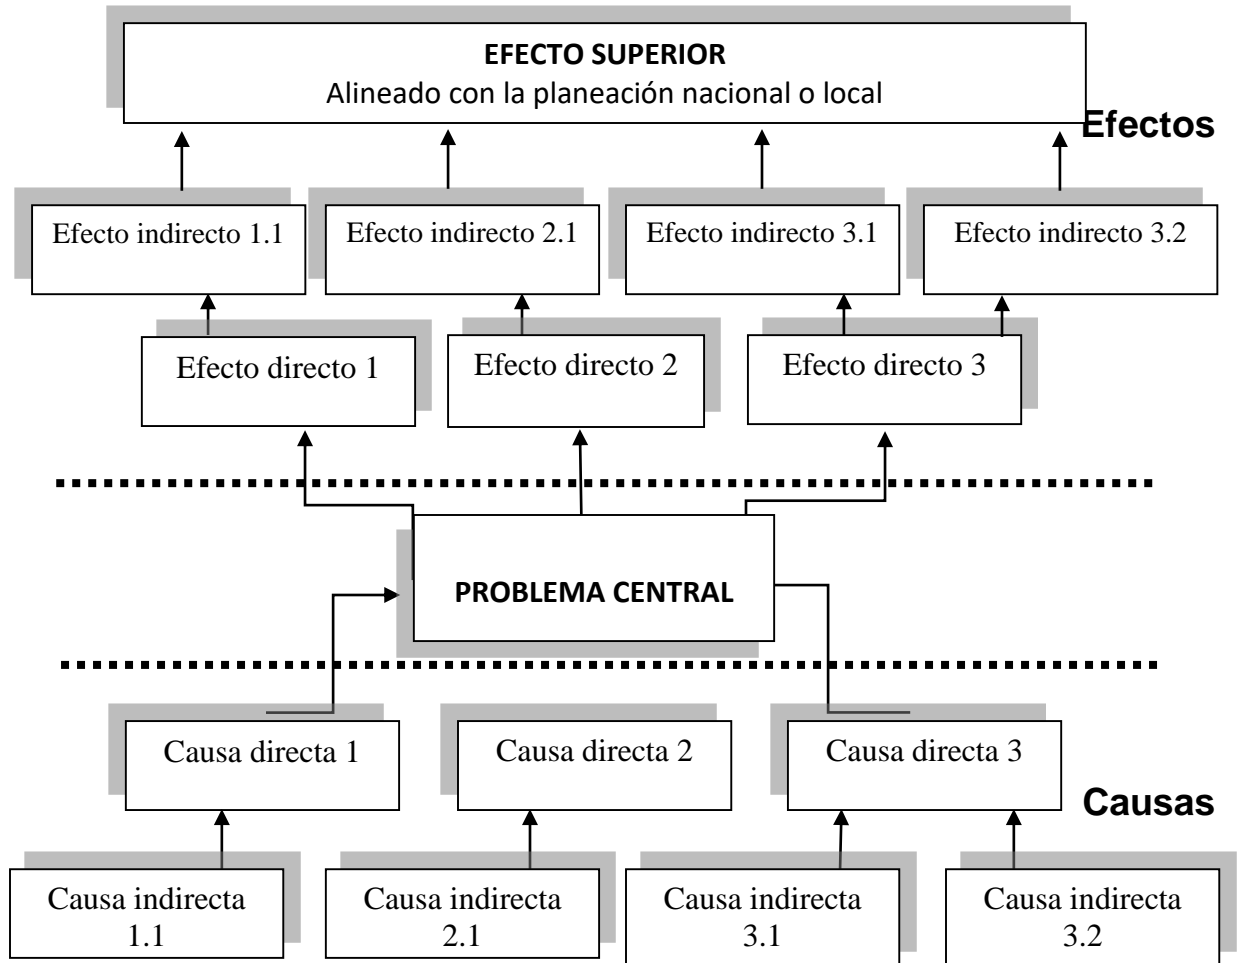 EFECTO SUPERIOR
Alineado con la planeación nacional o local
Efectos
Efecto indirecto 1.1
Efecto indirecto 2.1
Efecto indirecto 3.1
Efecto indirecto 3.2
Efecto directo 1
Efecto directo 2
Efecto directo 3
PROBLEMA CENTRAL
Causa directa 1
Causa directa 2
Causa directa 3
Causas
Causa indirecta
1.1
Causa indirecta
2.1
Causa indirecta
3.1
Causa indirecta
3.2